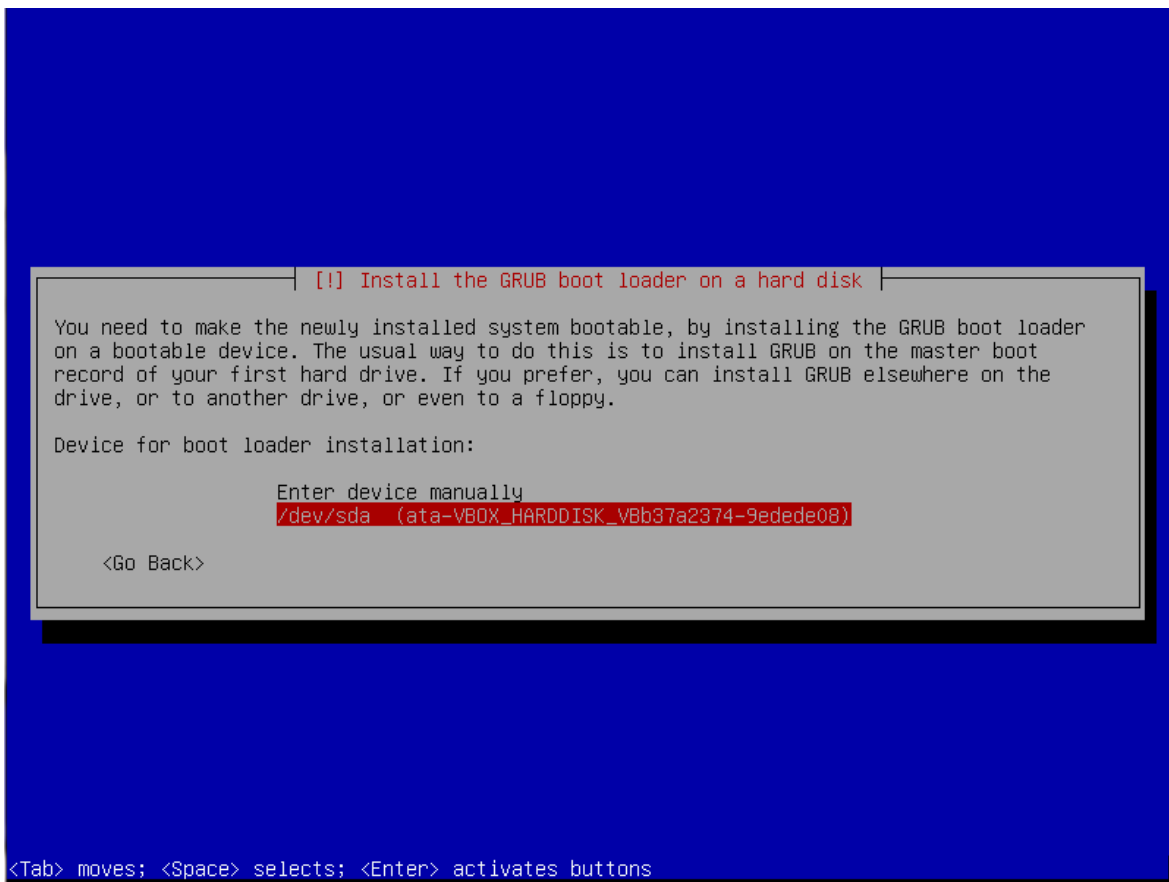 [!] Install the GRUB boot loader on a hard disk
You need to make the newly installed system bootable, by installing the GRUB boot loader
on a bootable device. The usual way to do this is to install GRUB on the master boot
record of your first hard drive. If you prefer, you can install GRUB elsewhere on the
drive, or to another drive, or even to a floppy.
Device for boot loader installation:
Enter device manually
/dev/sda  (ata-VBOX_HARDDISK_VBb37a2374-9edede08)
<Go Back>
<Tab> moves; <Space> selects; <Enter> activates buttons